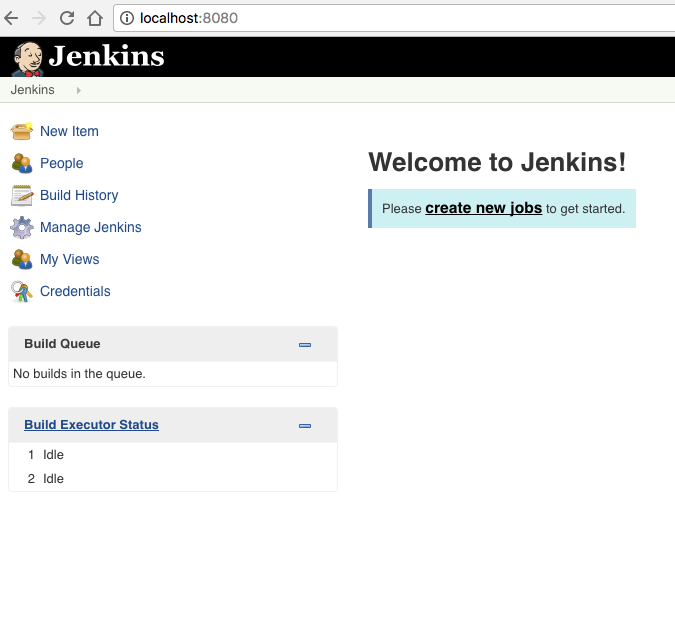 localhost:8080
Jenkins
Jenkins
New Item
People
Build History
Manage Jenkins
My Views
Credentials
Build Queue
No builds in the queue.
Build Executor Status
1 Idle
2 Idle
Welcome to Jenkins!
Please create new jobs to get started.